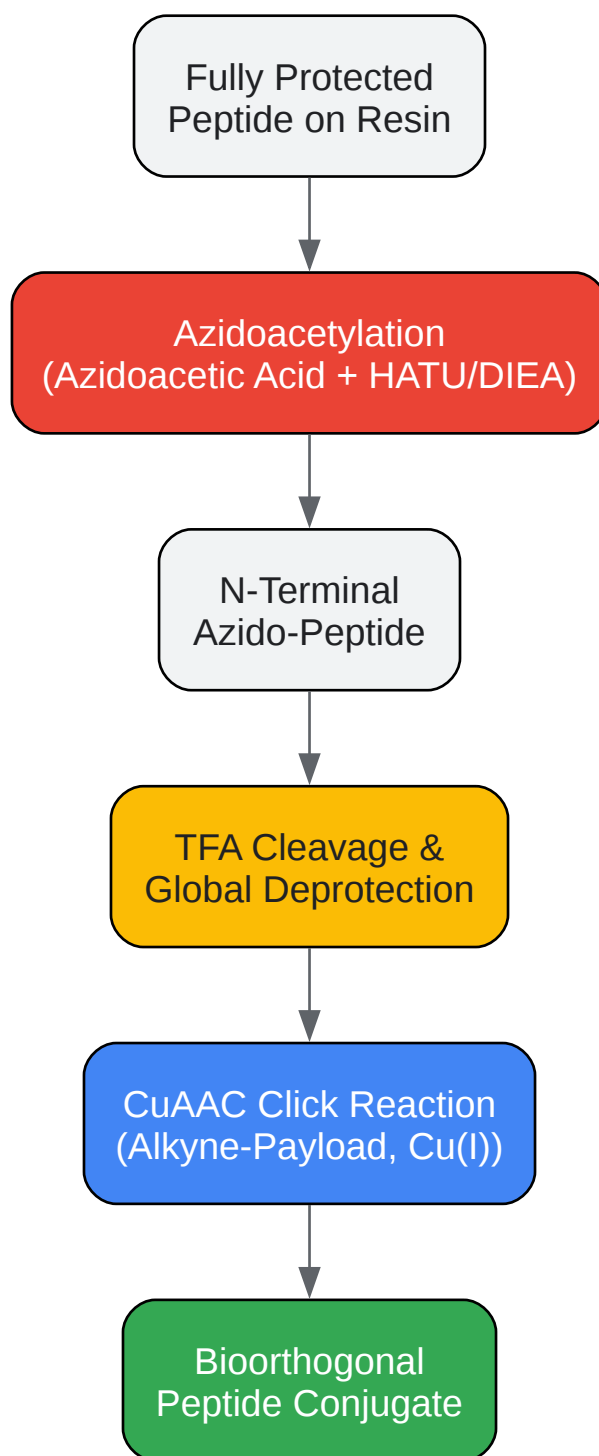 Fully Protected
Peptide on Resin
Azidoacetylation
(Azidoacetic Acid + HATU/DIEA)
N-Terminal
Azido-Peptide
TFA Cleavage &
Global Deprotection
CuAAC Click Reaction
(Alkyne-Payload, Cu(I))
Bioorthogonal
Peptide Conjugate